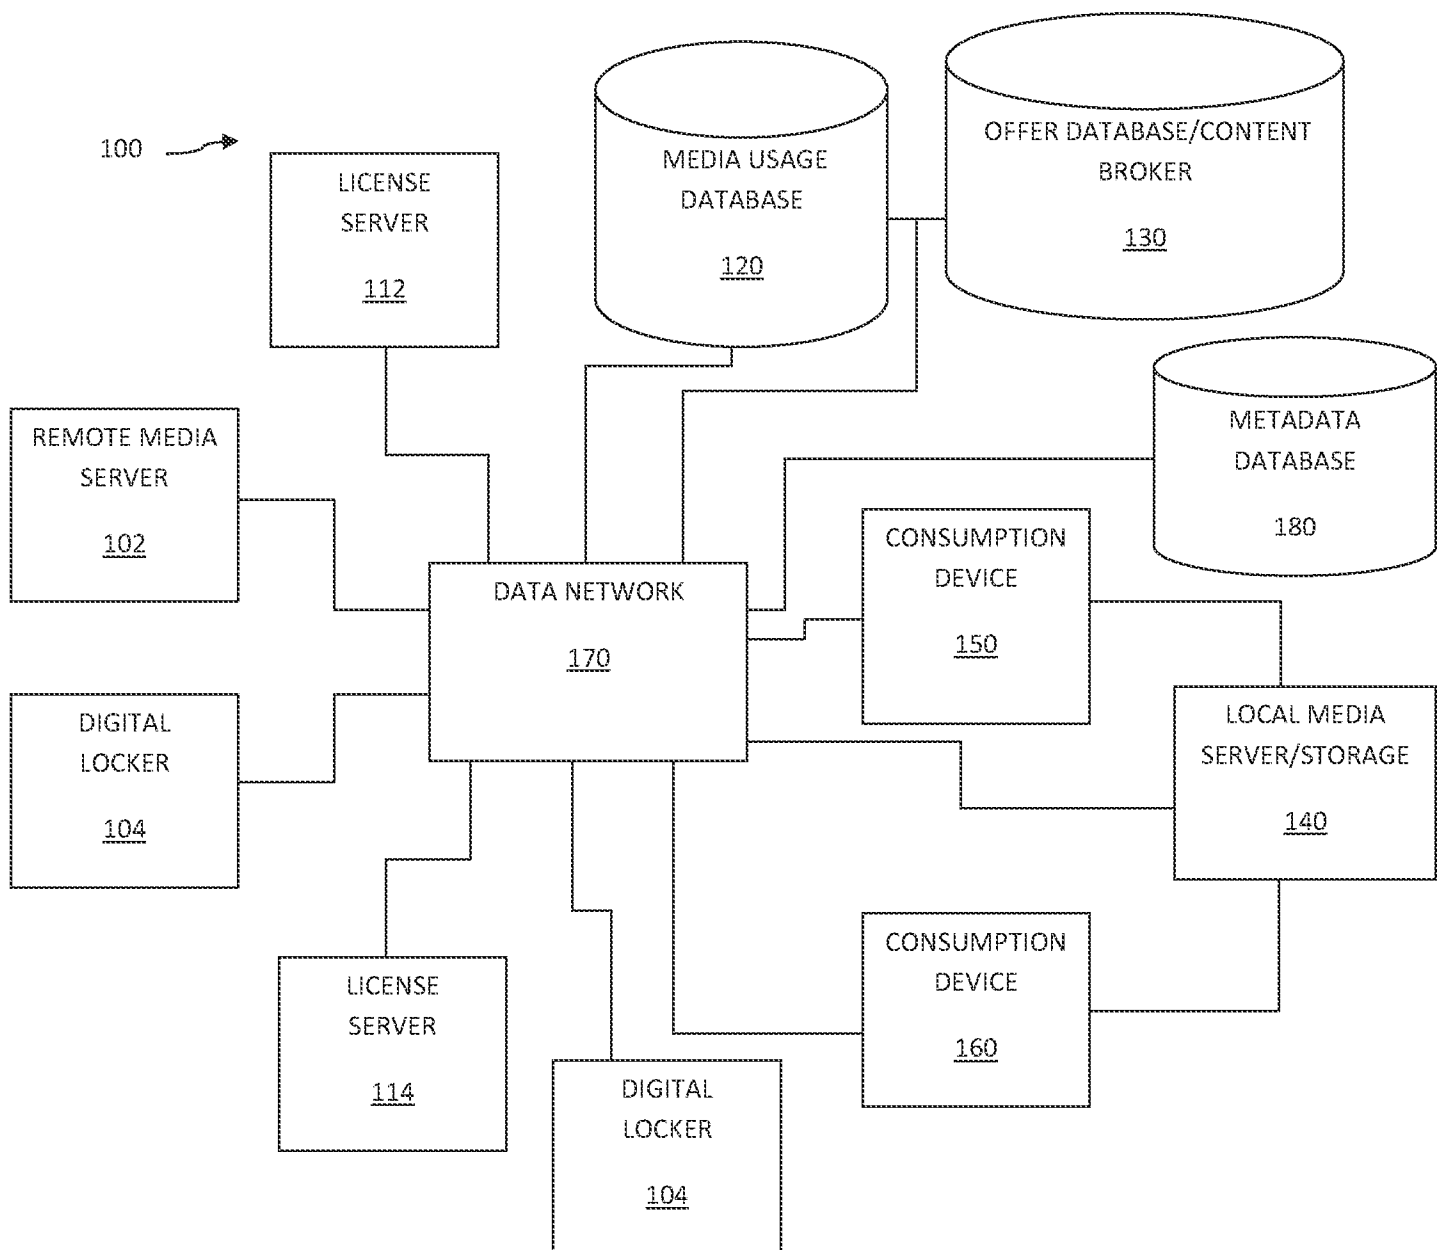 100
LICENSE
SERVER
112
MEDIA USAGE
DATABASE
120
OFFER DATABASE/CONTENT
BROKER
130
REMOTE MEDIA
SERVER
102
METADATA
DATABASE
180
CONSUMPTION
DEVICE
150
DATA NETWORK
170
DIGITAL
LOCKER
104
LOCAL MEDIA
SERVER/STORAGE
140
LICENSE
SERVER
114
DIGITAL
LOCKER
104
CONSUMPTION
DEVICE
160